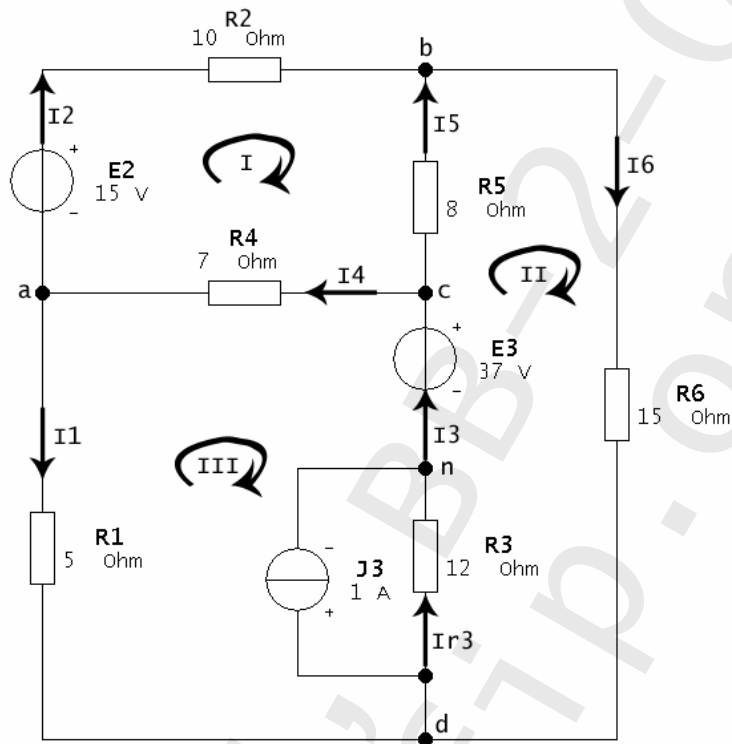 R2
10 Ohm
b
I2
I
I5
I6
+
E2
15 V
-
R5
8 Ohm
R4
7 Ohm
II
a
I4
c
+
E3
37 V
-
R6
15 Ohm
I1
I3
III
n
R1
5 Ohm
-
J3
1 A
+
R3
12 Ohm
Ir3
d